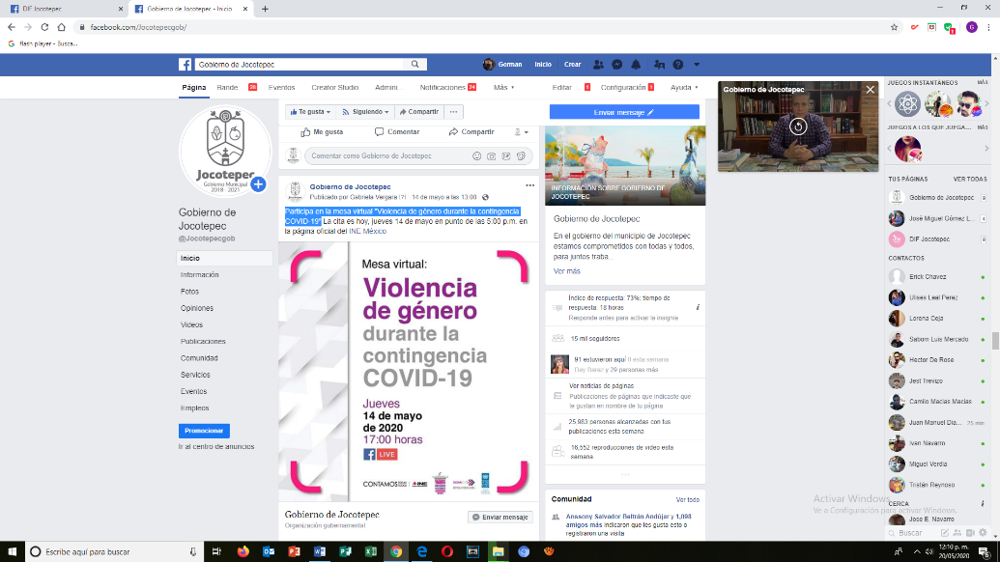 DIF Jocotepec
Gobierno de Jocotepec - Inicio
facebook.com/Jocotepecgob/
flash player - Busca...
Gobierno de Jocotepec
German
Inicio
Crear
Página
Bande
28
Eventos
Creator Studio
Admini
Notificaciones 24
Más
Editar 1
Configuración 1
Ayuda
Jocotepec
Gobierno Municipal
2018 - 2021
Gobierno de
Jocotepec
@Jocotepecgob
Inicio
Información
Fotos
Opiniones
Videos
Publicaciones
Comunidad
Servicios
Eventos
Empleos
Promocionar
Ir al centro de anuncios
Te gusta
Siguiendo
Compartir
Me gusta
Comentar
Compartir
Comentar como Gobierno de Jocotepec
Gobierno de Jocotepec
Publicado por Gabriela Vergara [?] · 14 de mayo a las 13:00 ·
Participa en la mesa virtual "Violencia de género durante la contingencia
COVID-19" La cita es hoy, jueves 14 de mayo en punto de las 5:00 p.m. en
la página oficial del INE México
Mesa virtual:
Violencia
de género
durante la
contingencia
COVID-19
Jueves
14 de mayo
de 2020
17:00 horas
LIVE
CONTAMOS
INE
Gobierno de Jocotepec
Organización gubernamental
Enviar mensaje
Enviar mensaje
INFORMACIÓN SOBRE GOBIERNO DE
JOCOTEPEC
Gobierno de Jocotepec
En el gobierno del municipio de Jocotepec
estamos comprometidos con todas y todos,
para juntos traba...
Ver más
Índice de respuesta: 73%; tiempo de
respuesta: 18 horas
Responde antes para activar la insignia
15 mil seguidores
91 estuvieron aquí 0 esta semana
Day Baraz y 29 personas más
Ver noticias de páginas
Publicaciones de páginas que indicaste que
te gustan en nombre de tu página
25,983 personas alcanzadas con tus
publicaciones esta semana
16,552 reproducciones de video esta
semana
Comunidad
Ver todo
Anssony Salvador Beltrán Andújar y 1,098
amigos más indicaron que les gusta esto o
registraron una visita
Gobierno de Jocotepec
JUEGOS INSTANTÁNEOS
MÁS
JUEGOS A LOS QUE JUEGA...
MÁS
TUS PÁGINAS
VER TODAS
Gobierno de Jocotepec 9
José Miguel Gómez L... 4
DIF Jocotepec 9
CONTACTOS
Erick Chavez
Ulises Leal Perez
Lorena Ceja
Sabom Luis Mercado
Hector De Rose
Jest Trevizo
Camilo Macias Macias
Juan Manuel Dia... 25 min
Ivan Navarro
Miguel Verdia
Tristán Reynoso
CERCA
Jose E. Navarro
Buscar
Activar Windows
Ve a Configuración para activar Windows.
Escribe aquí para buscar
12:10 p. m.
20/05/2020